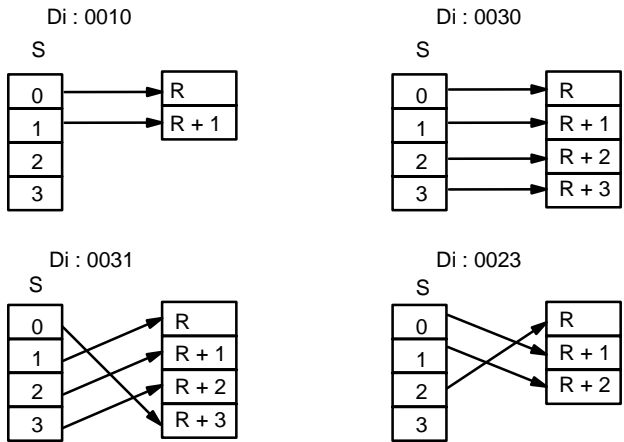 Di : 0010
S
0
1
2
3
R
R + 1
Di : 0030
S
0
1
2
3
R
R + 1
R + 2
R + 3
Di : 0031
S
0
1
2
3
R
R + 1
R + 2
R + 3
Di : 0023
S
0
1
2
3
R
R + 1
R + 2